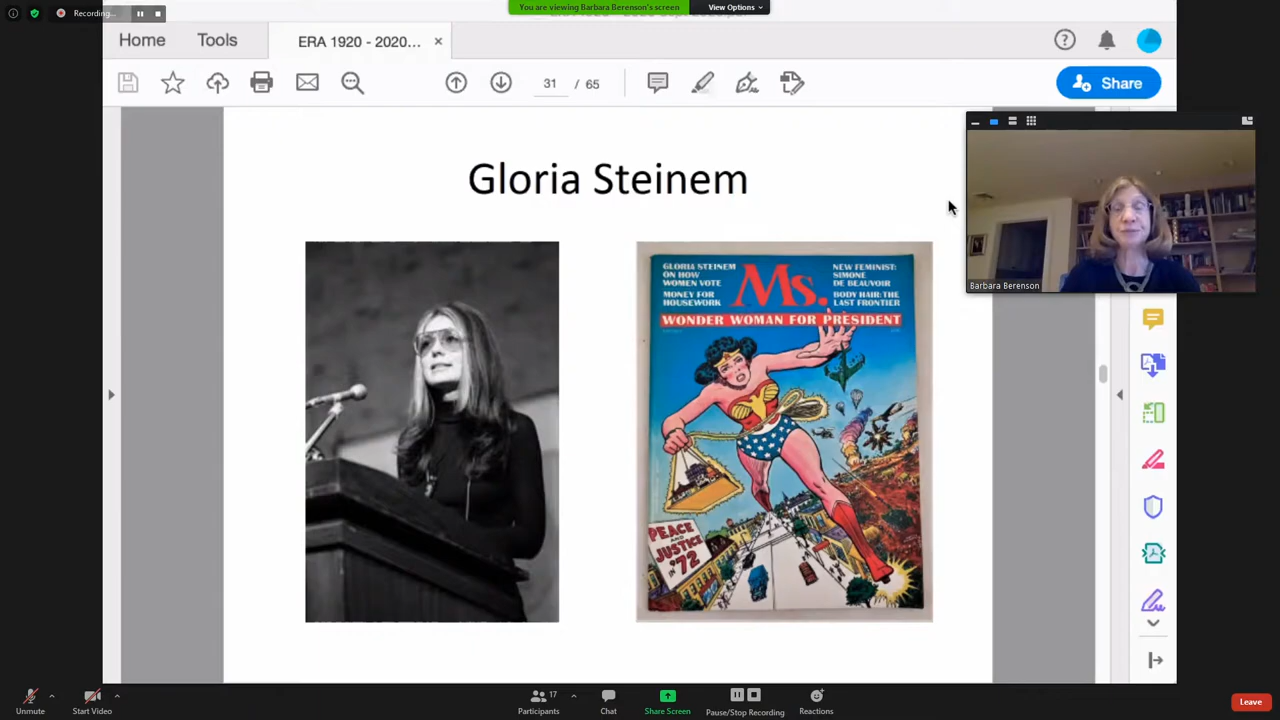 Recording...
You are viewing Barbara Berenson's screen
View Options
Home
Tools
ERA 1920 - 2020...
31 / 65
Share
Gloria Steinem
GLORIA STEINEM
ON HOW
WOMEN VOTE
MONEY FOR
HOUSEWORK
Ms.
NEW FEMINIST:
SIMONE
DE BEAUVOIR
BODY HAIR: THE
LAST FRONTIER
WONDER WOMAN FOR PRESIDENT
PEACE
AND
JUSTICE
IN '72
Barbara Berenson
Unmute
Start Video
17
Participants
Chat
Share Screen
Pause/Stop Recording
Reactions
Leave